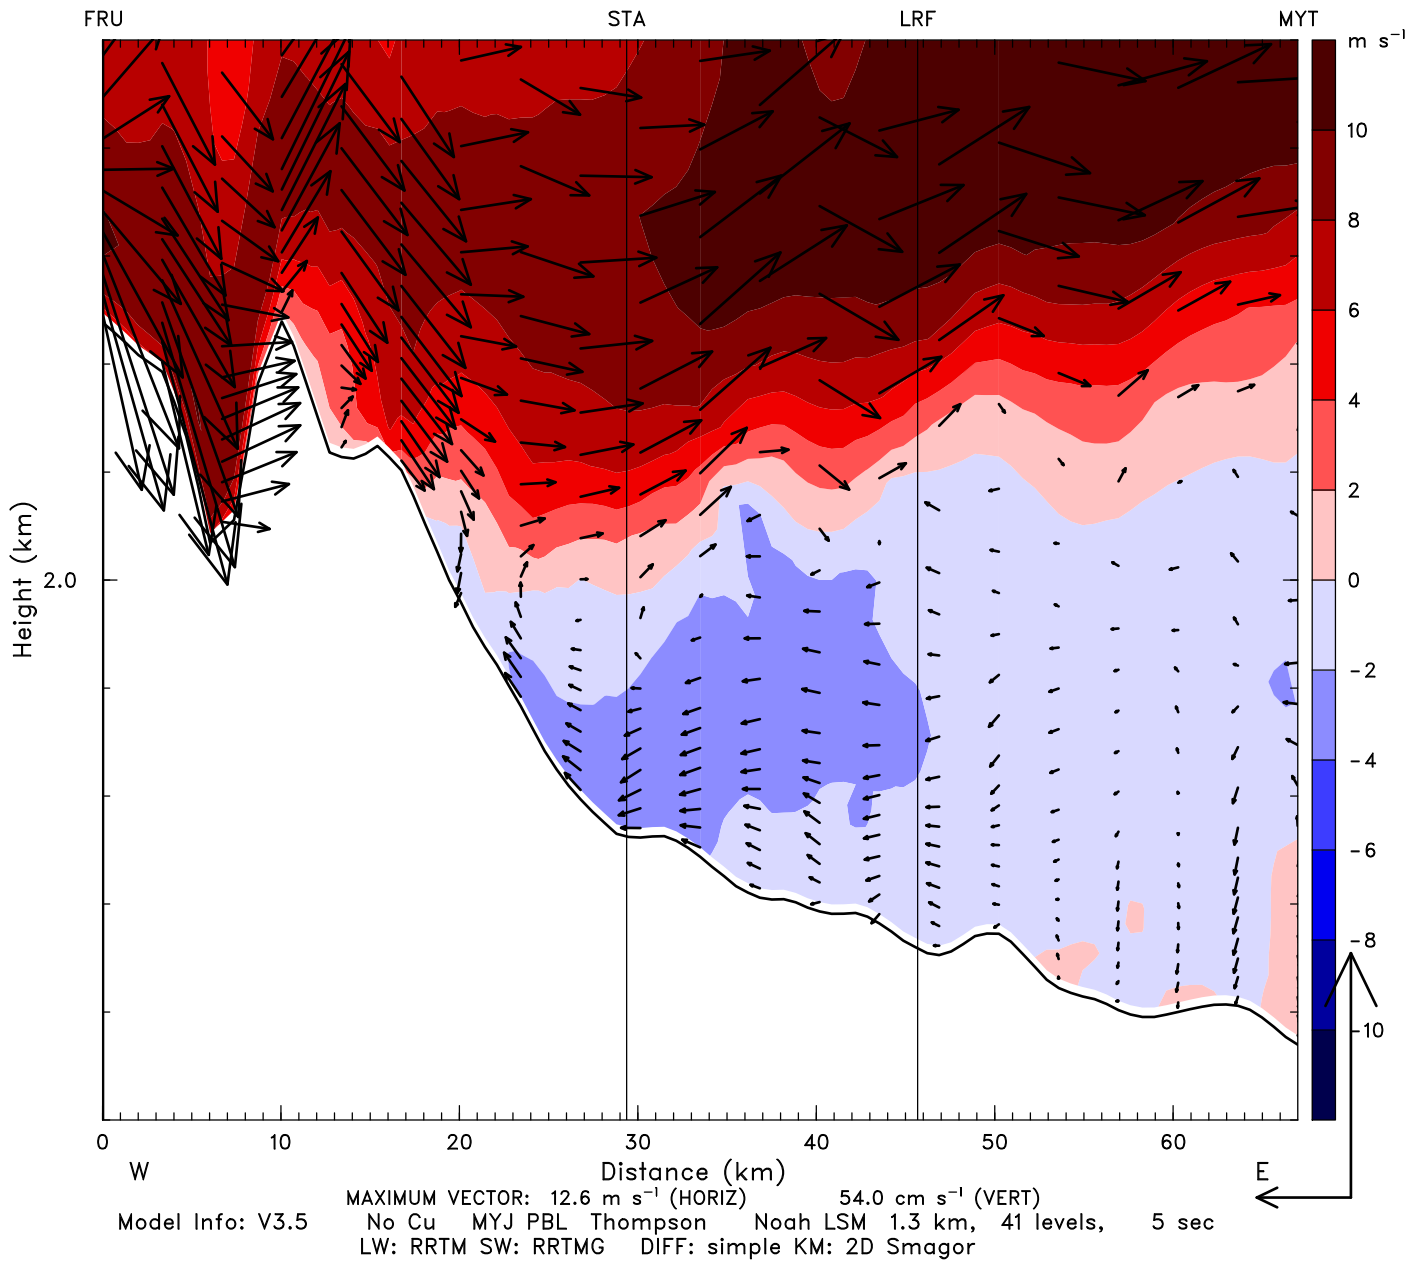 FRU STA LRF MYT
m s⁻¹
10
8
6
4
2
0
-2
-4
-6
-8
-10
Height (km)
2.0
0 10 20 30 40 50 60
W Distance (km) E
MAXIMUM VECTOR: 12.6 m s⁻¹ (HORIZ) 54.0 cm s⁻¹ (VERT)
Model Info: V3.5 No Cu MYJ PBL Thompson Noah LSM 1.3 km, 41 levels, 5 sec
LW: RRTM SW: RRTMG DIFF: simple KM: 2D Smagor